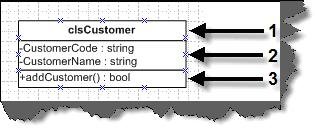 clsCustomer 1
-CustomerCode : string
-CustomerName : string 2
+addCustomer() : bool 3